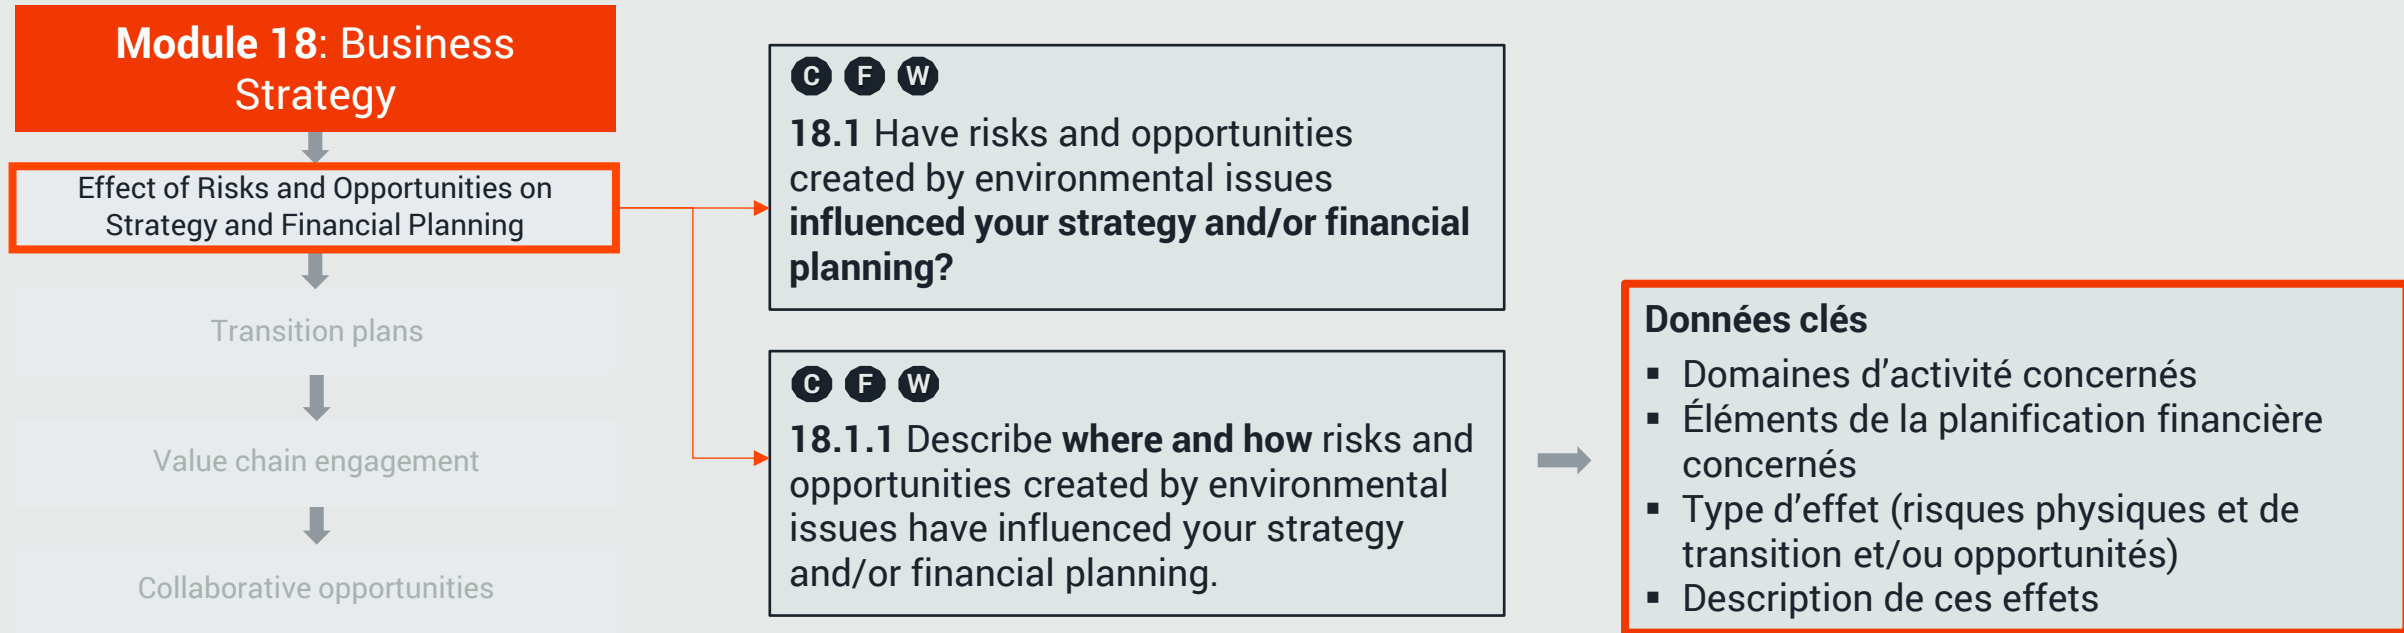 Module 18: Business
Strategy
Effect of Risks and Opportunities on
Strategy and Financial Planning
Transition plans
Value chain engagement
Collaborative opportunities
C F W
18.1 Have risks and opportunities
created by environmental issues
influenced your strategy and/or financial
planning?
C F W
18.1.1 Describe where and how risks and
opportunities created by environmental
issues have influenced your strategy
and/or financial planning.
Données clés
▪ Domaines d’activité concernés
▪ Éléments de la planification financière
concernés
▪ Type d’effet (risques physiques et de
transition et/ou opportunités)
▪ Description de ces effets